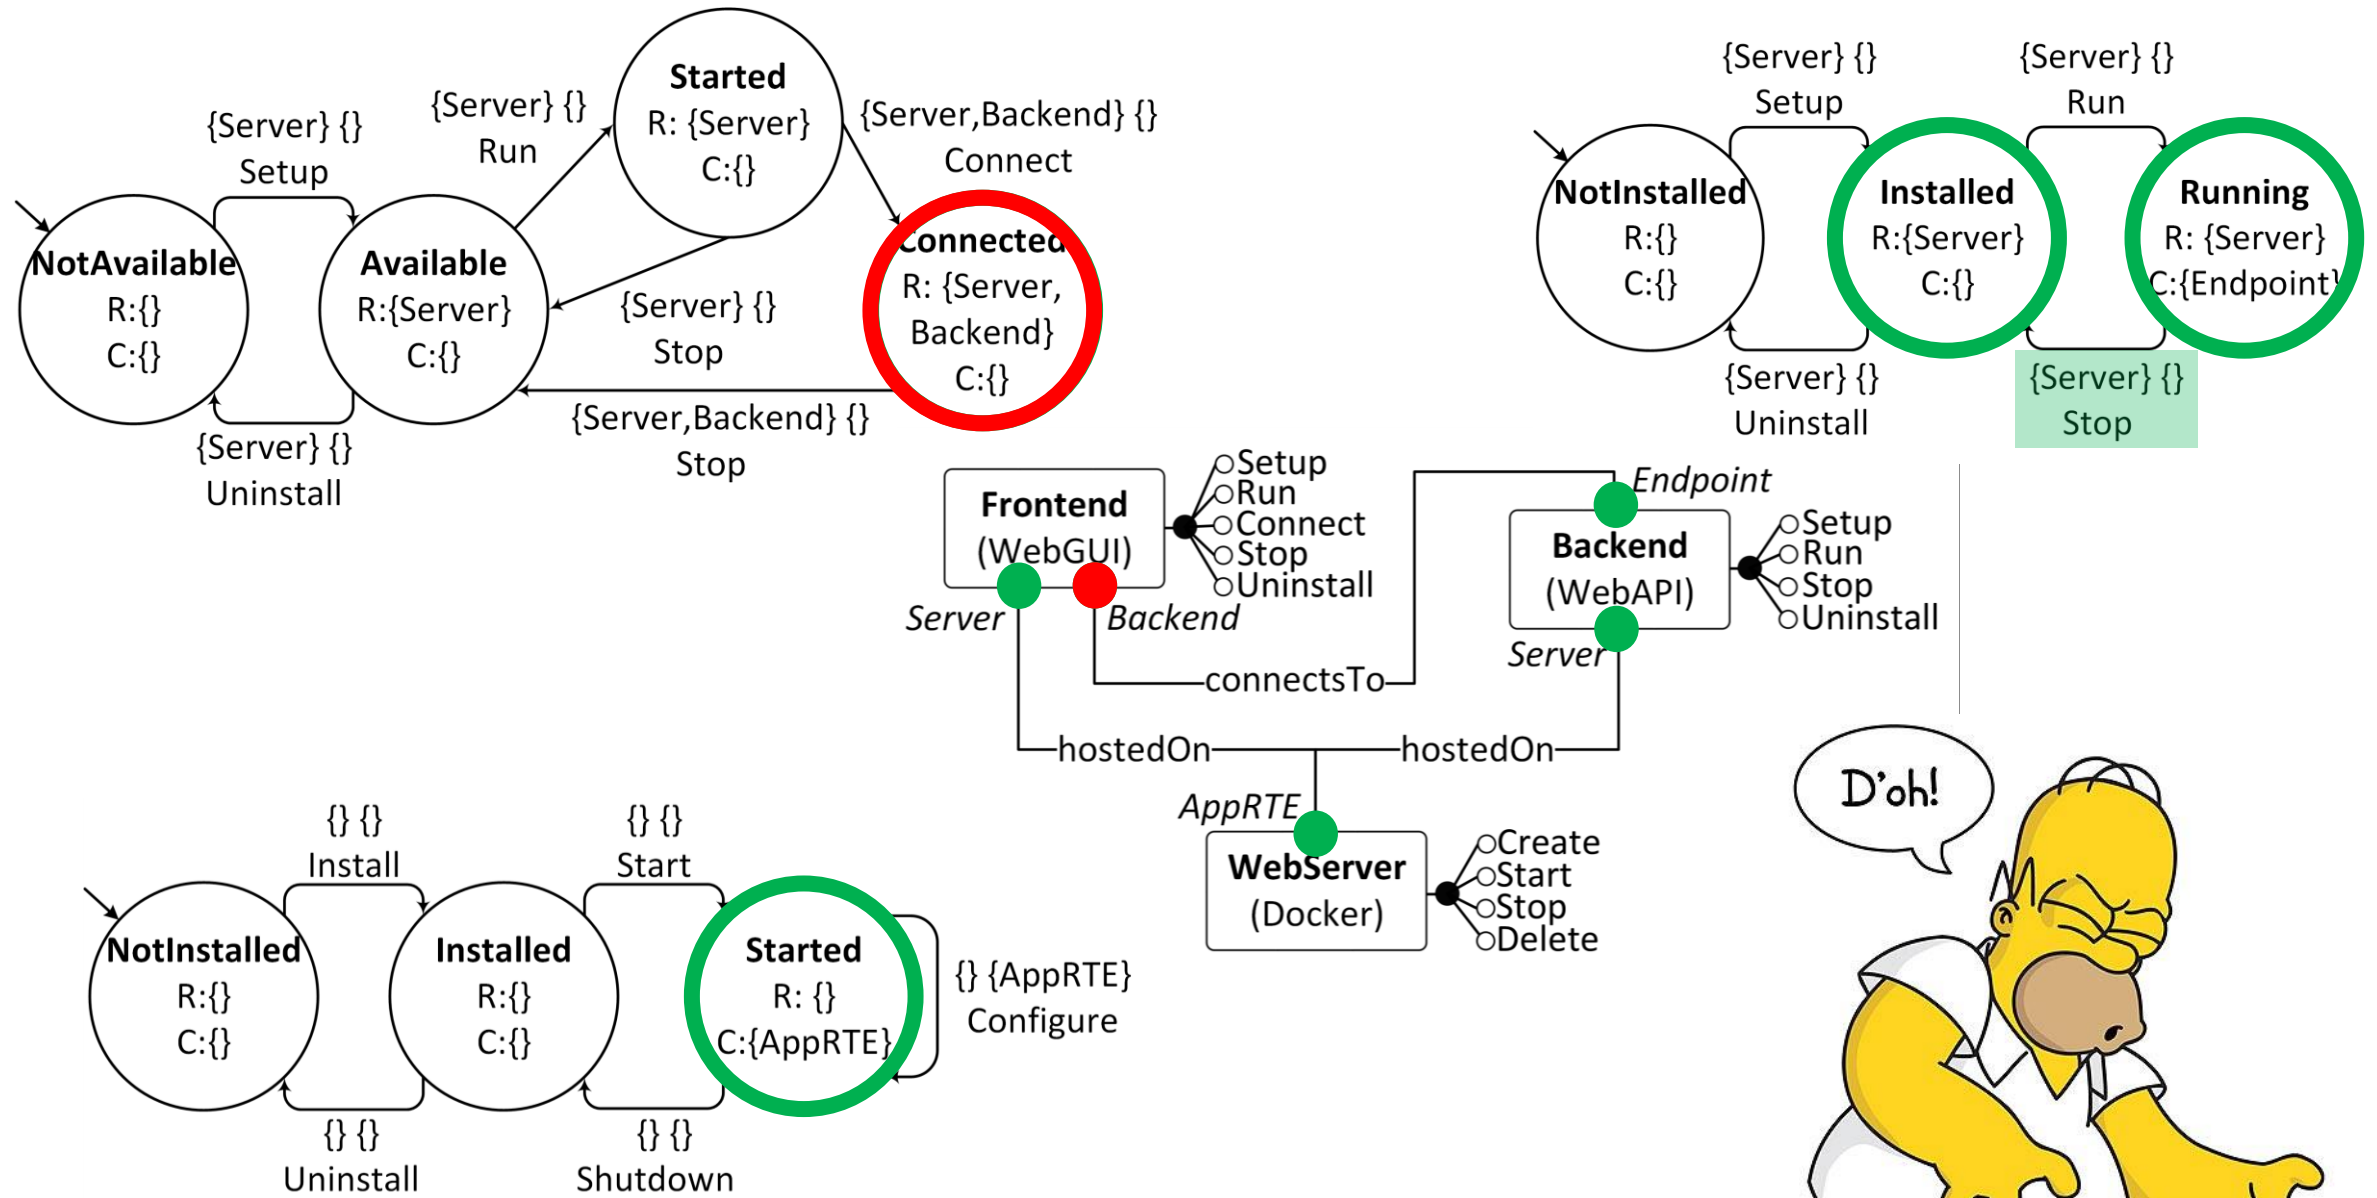 {Server} {}
Setup
{Server} {}
Run
Started
R: {Server}
C:{}
{Server,Backend} {}
Connect
NotAvailable
R:{}
C:{}
Available
R:{Server}
C:{}
Connected
R: {Server,
Backend}
C:{}
{Server} {}
Stop
{Server,Backend} {}
Stop
{Server} {}
Uninstall
{Server} {}
Setup
{Server} {}
Run
NotInstalled
R:{}
C:{}
Installed
R:{Server}
C:{}
Running
R: {Server}
C:{Endpoint}
{Server} {}
Uninstall
{Server} {}
Stop
Frontend
(WebGUI)
Setup
Run
Connect
Stop
Uninstall
Server
Backend
Endpoint
Backend
(WebAPI)
Setup
Run
Stop
Uninstall
Server
connectsTo
hostedOn
hostedOn
AppRTE
WebServer
(Docker)
Create
Start
Stop
Delete
{} {}
Install
{} {}
Start
NotInstalled
R:{}
C:{}
Installed
R:{}
C:{}
Started
R: {}
C:{AppRTE}
{} {AppRTE}
Configure
{} {}
Uninstall
{} {}
Shutdown
D'oh!